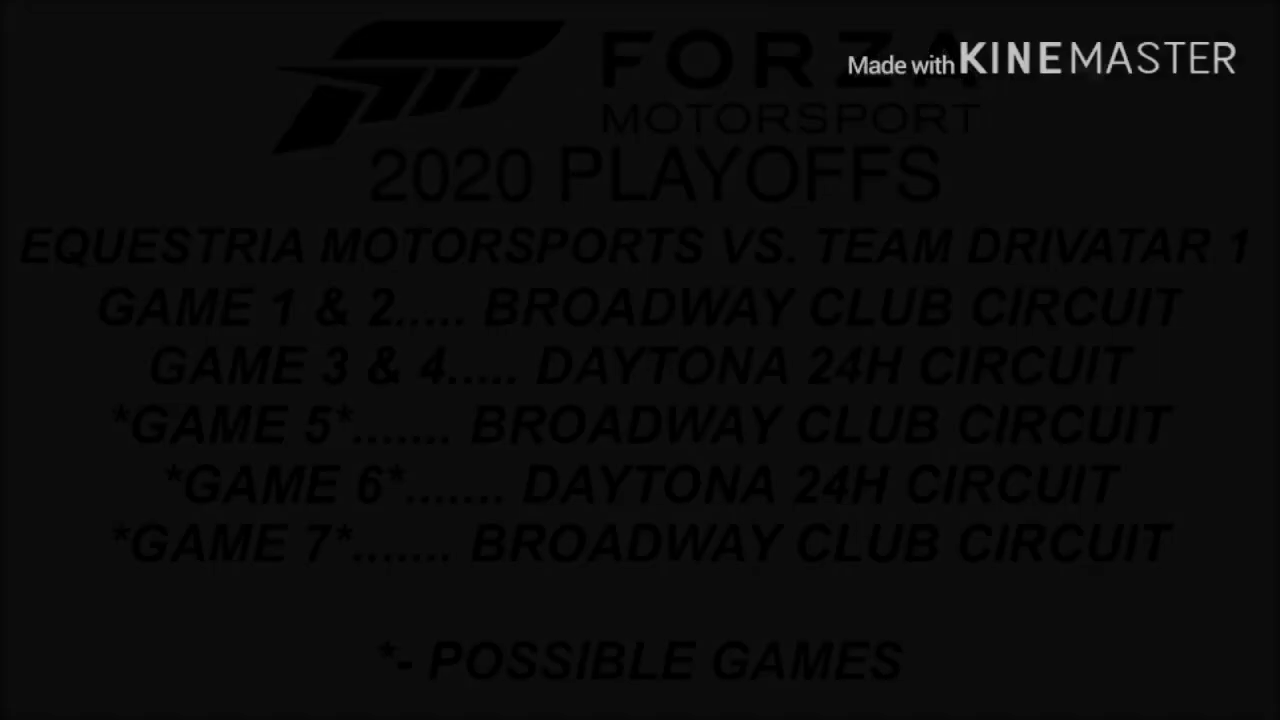 Made with KINEMASTER
FORZA
MOTORSPORT
2020 PLAYOFFS
EQUESTRIA MOTORSPORTS VS. TEAM DRIVATAR 1
GAME 1 & 2..... BROADWAY CLUB CIRCUIT
GAME 3 & 4..... DAYTONA 24H CIRCUIT
*GAME 5*....... BROADWAY CLUB CIRCUIT
*GAME 6*....... DAYTONA 24H CIRCUIT
*GAME 7*....... BROADWAY CLUB CIRCUIT
*- POSSIBLE GAMES